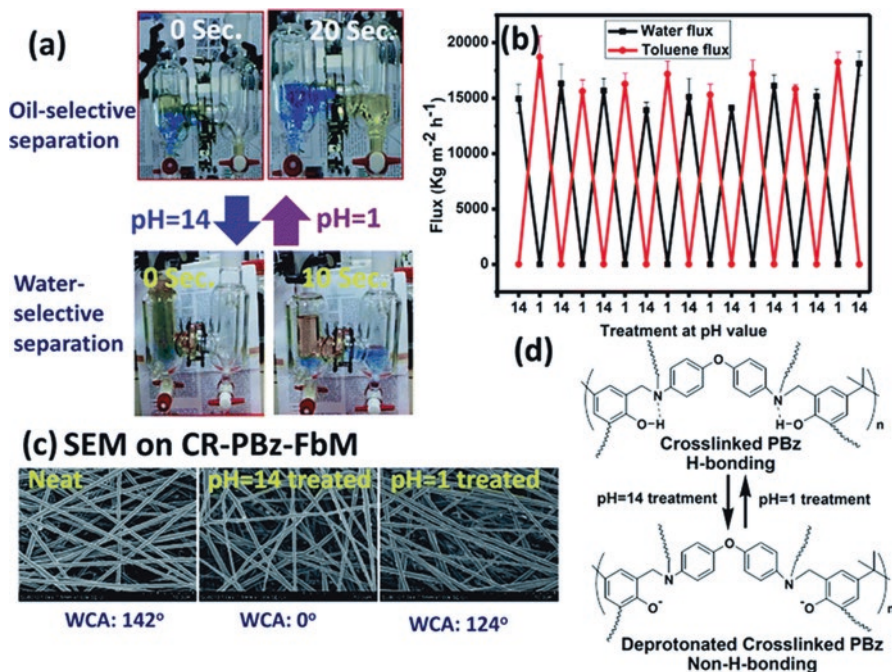 (a)
0 Sec.
20 Sec.
Oil-selective
separation
pH=14
pH=1
0 Sec.
10 Sec.
Water-
selective
separation
(b)
Water flux
Toluene flux
Flux (Kg m⁻² h⁻¹)
20000
15000
10000
5000
0
14 1 14 1 14 1 14 1 14 1 14 1 14 1 14 1 14
Treatment at pH value
(c) SEM on CR-PBz-FbM
Neat
pH=14 treated
pH=1 treated
WCA: 142°
WCA: 0°
WCA: 124°
(d)
O
N
N
O-H
H-O
n
Crosslinked PBz
H-bonding
pH=14 treatment
pH=1 treatment
O
N
N
O⁻
⁻O
n
Deprotonated Crosslinked PBz
Non-H-bonding